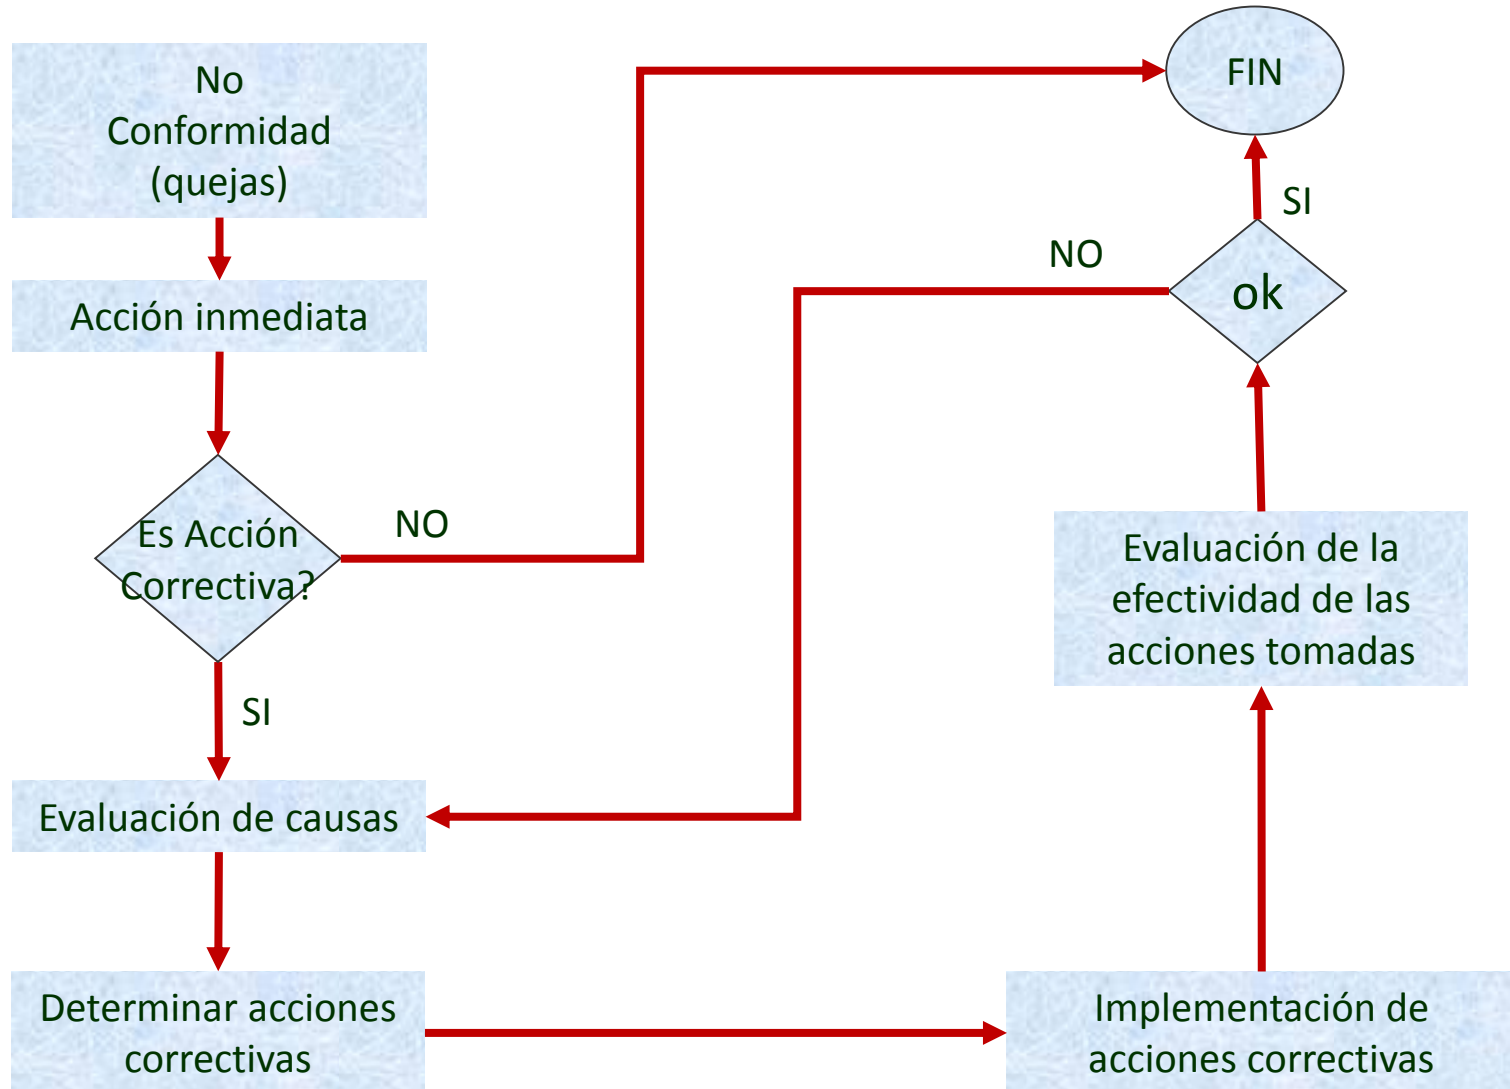 No
Conformidad
(quejas)
Acción inmediata
Es Acción
Correctiva?
NO
SI
Evaluación de causas
Determinar acciones
correctivas
Implementación de
acciones correctivas
Evaluación de la
efectividad de las
acciones tomadas
ok
NO
SI
FIN